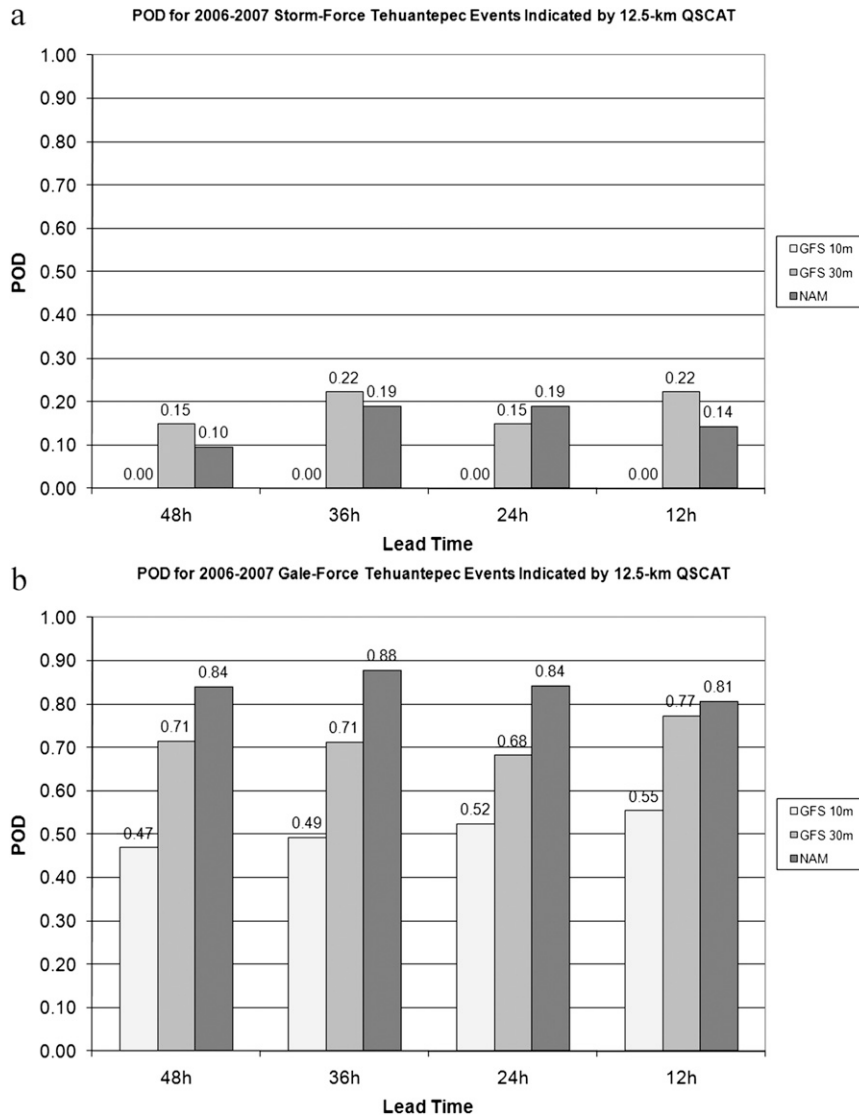 a
POD for 2006-2007 Storm-Force Tehuantepec Events Indicated by 12.5-km QSCAT
1.00
0.90
0.80
0.70
0.60
0.50
0.40
0.30
0.20
0.10
0.00
POD
0.00
0.15
0.10
0.00
0.22
0.19
0.00
0.15
0.19
0.00
0.22
0.14
48h
36h
24h
12h
Lead Time
GFS 10m
GFS 30m
NAM
b
POD for 2006-2007 Gale-Force Tehuantepec Events Indicated by 12.5-km QSCAT
1.00
0.90
0.80
0.70
0.60
0.50
0.40
0.30
0.20
0.10
0.00
POD
0.47
0.71
0.84
0.49
0.71
0.88
0.52
0.68
0.84
0.55
0.77
0.81
48h
36h
24h
12h
Lead Time
GFS 10m
GFS 30m
NAM